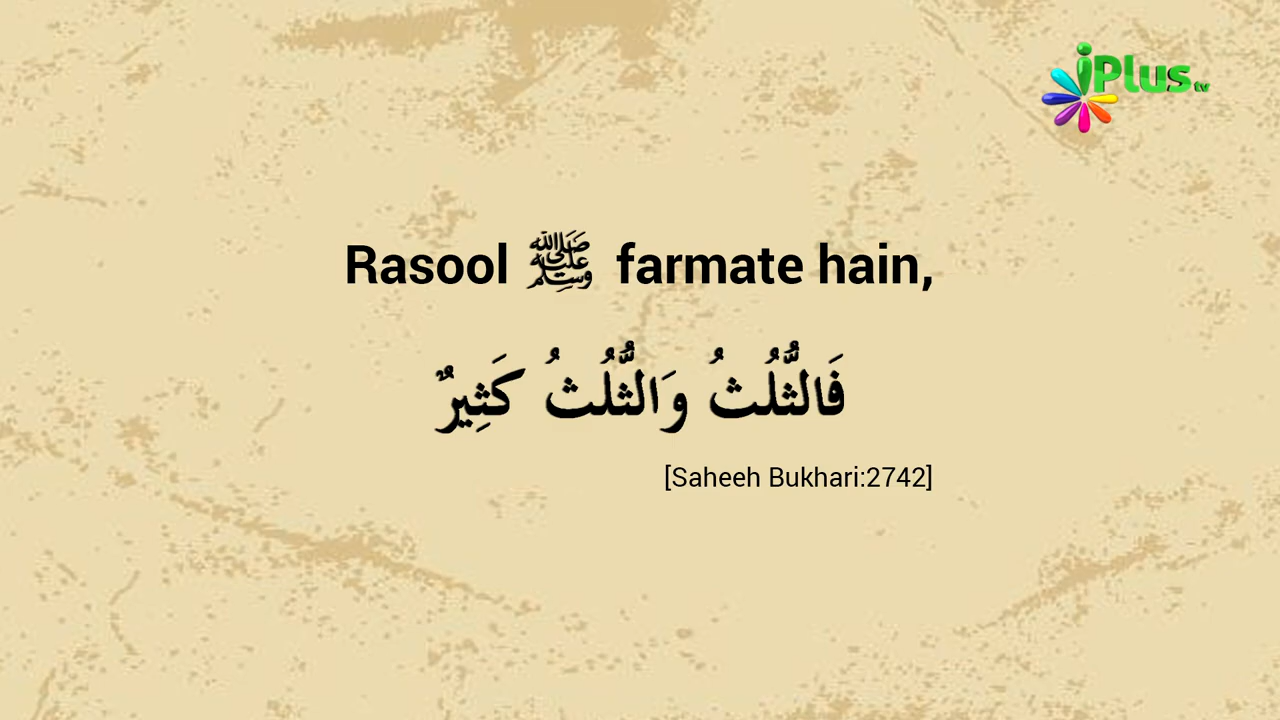 iPlus tv
Rasool ﷺ farmate hain,
فَالثُّلُثُ وَالثُّلُثُ كَثِيرٌ
[Saheeh Bukhari:2742]